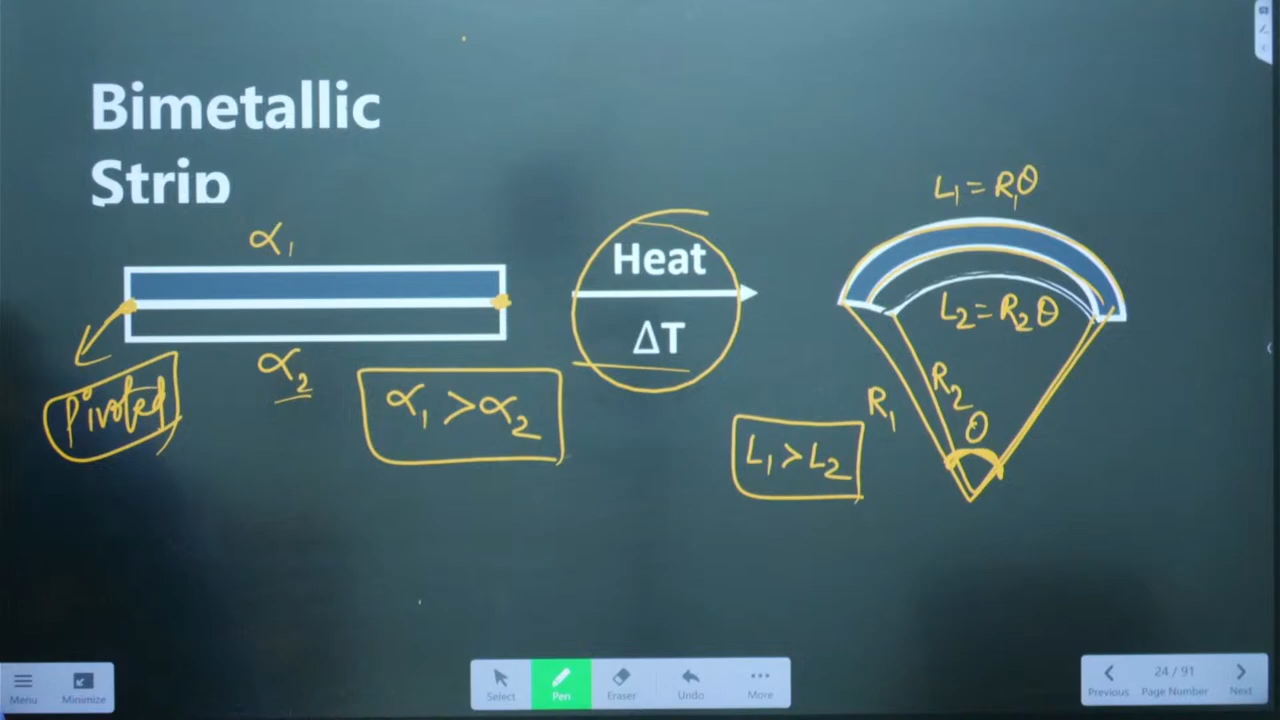 Bimetallic
Strip
α₁
α₂
Pivoted
α₁ > α₂
Heat
ΔT
L₁ = R₁θ
L₂ = R₂θ
R₁
R₂
θ
L₁ > L₂
Menu
Minimize
Select
Pen
Eraser
Undo
More
Previous
24 / 91
Page Number
Next